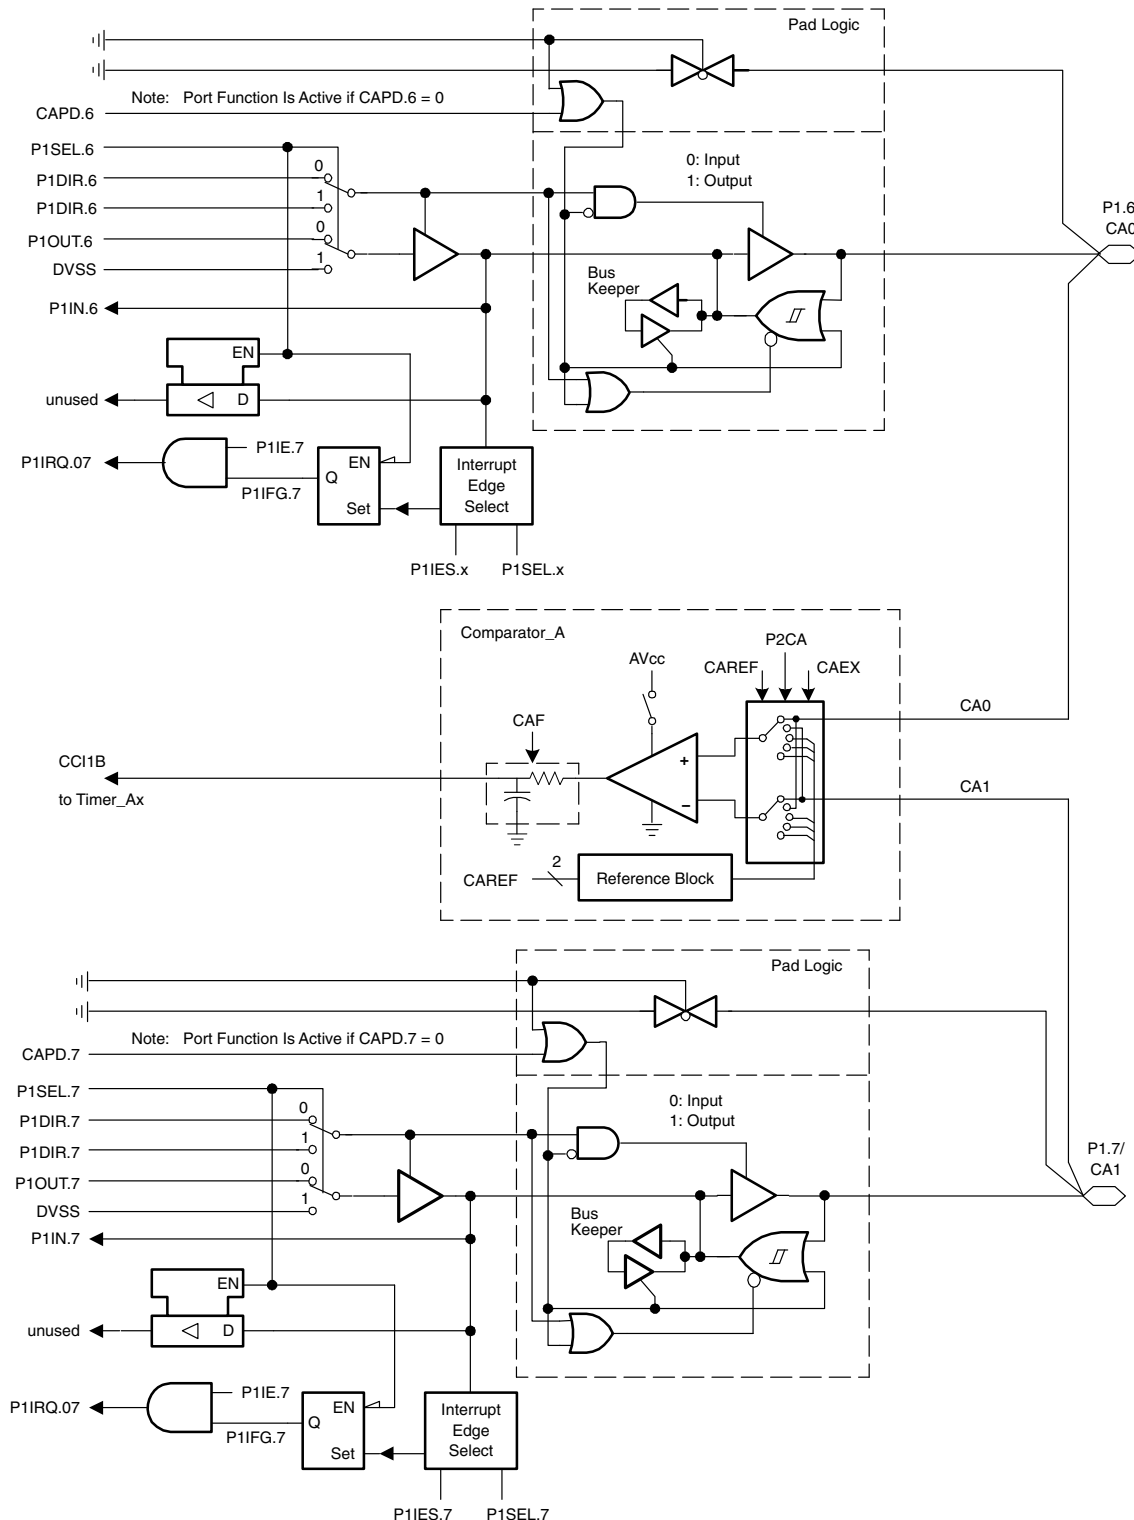 Pad Logic
Note: Port Function Is Active if CAPD.6 = 0
CAPD.6
P1SEL.6
0
P1DIR.6
1
P1DIR.6
0
P1OUT.6
1
DVSS
P1IN.6
0: Input
1: Output
Bus
Keeper
P1.6
CA0
EN
unused
D
P1IRQ.07
P1IE.7
P1IFG.7
EN
Q
Set
Interrupt
Edge
Select
P1IES.x
P1SEL.x
Comparator_A
P2CA
AVcc
CAREF
CAEX
CA0
CAF
+
CCI1B
to Timer_Ax
−
CA1
2
CAREF
Reference Block
Pad Logic
Note: Port Function Is Active if CAPD.7 = 0
CAPD.7
P1SEL.7
0
P1DIR.7
1
P1DIR.7
0
P1OUT.7
1
DVSS
P1IN.7
0: Input
1: Output
Bus
Keeper
P1.7/
CA1
EN
unused
D
P1IRQ.07
P1IE.7
P1IFG.7
EN
Q
Set
Interrupt
Edge
Select
P1IES.7
P1SEL.7